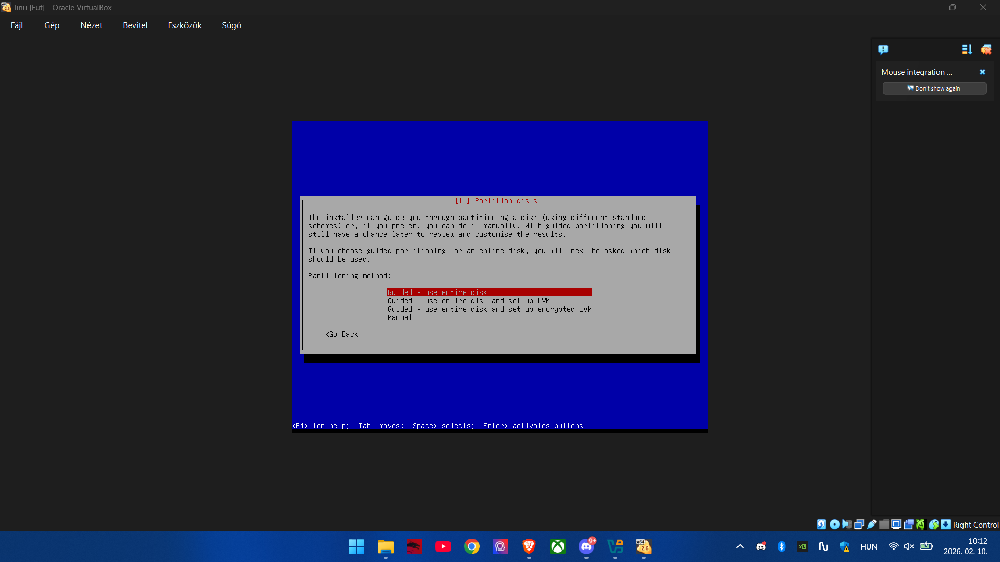 linu [Fut] - Oracle VirtualBox
Fájl Gép Nézet Bevitel Eszközök Súgó
Mouse integration ...
Don't show again
[!!] Partition disks
The installer can guide you through partitioning a disk (using different standard
schemes) or, if you prefer, you can do it manually. With guided partitioning you will
still have a chance later to review and customise the results.
If you choose guided partitioning for an entire disk, you will next be asked which disk
should be used.
Partitioning method:
Guided - use entire disk
Guided - use entire disk and set up LVM
Guided - use entire disk and set up encrypted LVM
Manual
<Go Back>
<F1> for help; <Tab> moves; <Space> selects; <Enter> activates buttons
Right Control
x64
2.6
9+
HUN
10:12
2026. 02. 10.